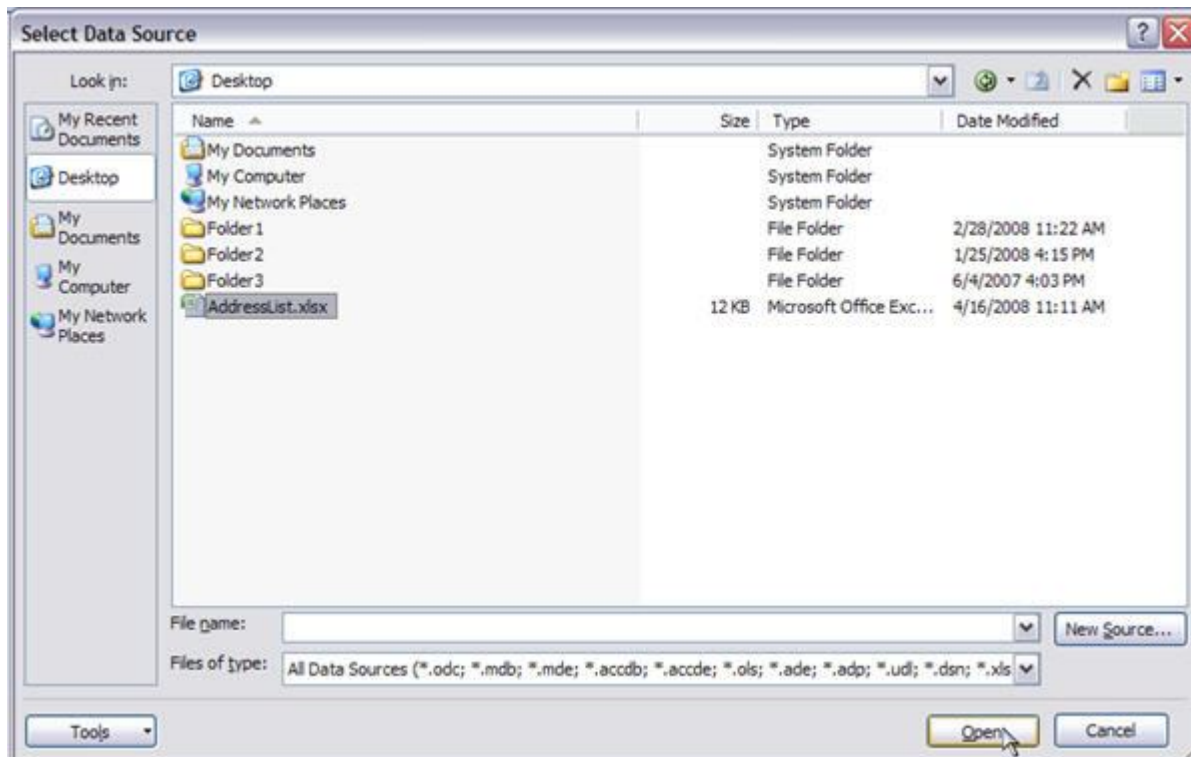 Select Data Source
?
Look in:
Desktop
My Recent Documents
Desktop
My Documents
My Computer
My Network Places
Name Size Type Date Modified
My Documents System Folder
My Computer System Folder
My Network Places System Folder
Folder1 File Folder 2/28/2008 11:22 AM
Folder2 File Folder 1/25/2008 4:15 PM
Folder3 File Folder 6/4/2007 4:03 PM
AddressList.xlsx 12 KB Microsoft Office Exc... 4/16/2008 11:11 AM
File name:
New Source...
Files of type: All Data Sources (*.odc; *.mdb; *.mde; *.accdb; *.accde; *.ols; *.ade; *.adp; *.udl; *.dsn; *.xls
Tools
Open
Cancel